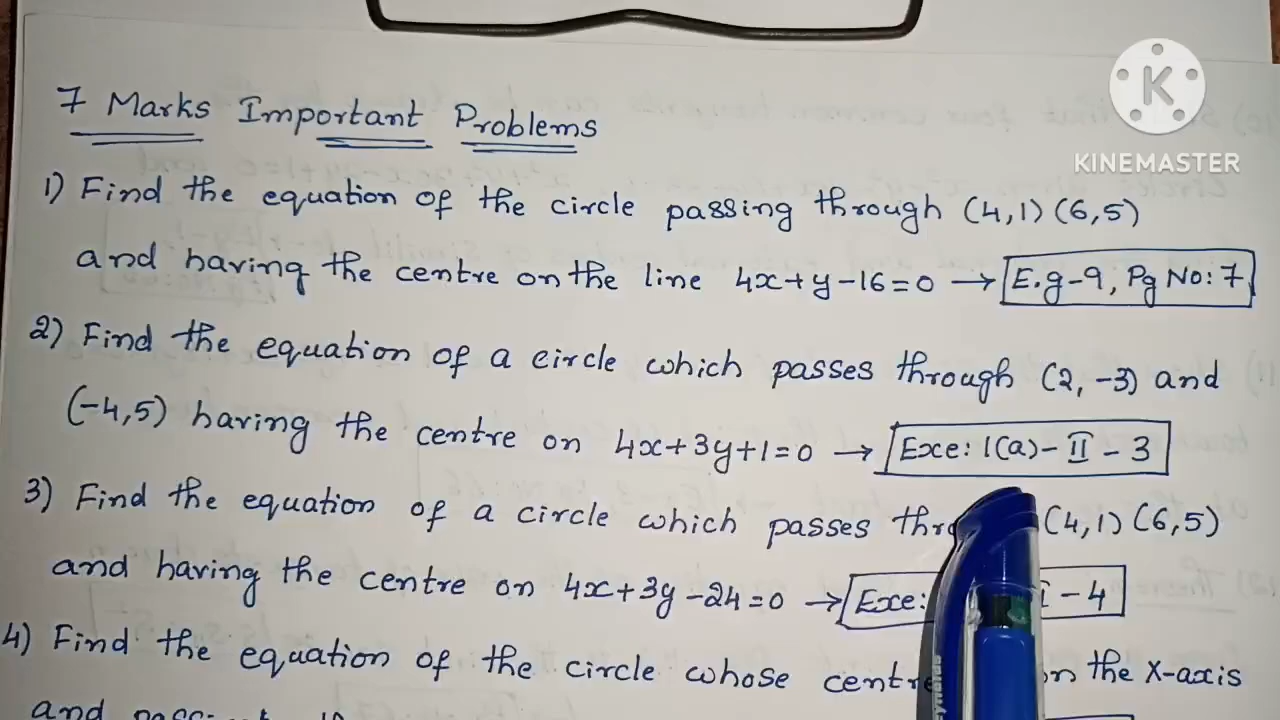 KINEMASTER
7 Marks Important Problems
1) Find the equation of the circle passing through (4,1) (6,5)
and having the centre on the line 4x+y-16=0 → E.g-9, Pg No: 7
2) Find the equation of a circle which passes through (2, -3) and
(-4,5) having the centre on 4x+3y+1=0 → Exe: 1(a)-II-3
3) Find the equation of a circle which passes (4,1) (6,5)
and having the centre on 4x+3y-24=0 → Exe: -4
4) Find the equation of the circle whose the X-axis
and